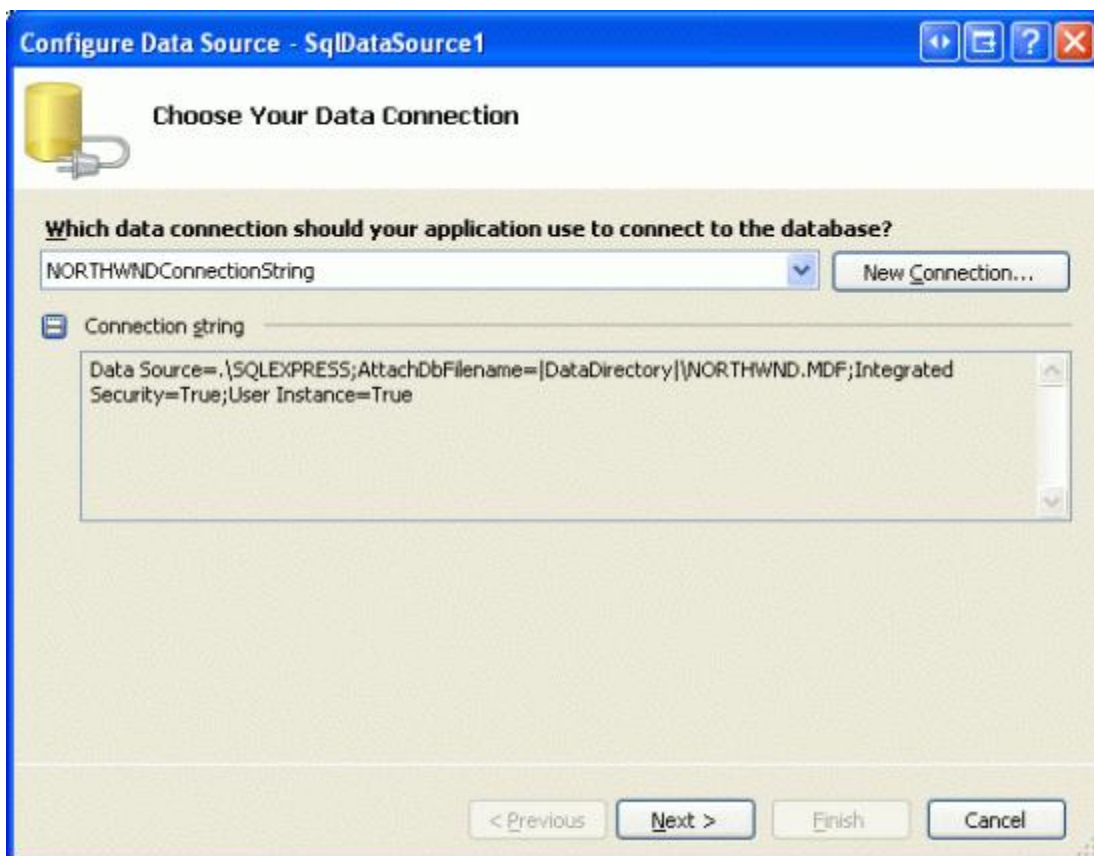 Configure Data Source - SqlDataSource1
Choose Your Data Connection
Which data connection should your application use to connect to the database?
NORTHWNDConnectionString
New Connection...
Connection string
Data Source=.\SQLEXPRESS;AttachDbFilename=|DataDirectory|\NORTHWND.MDF;Integrated
Security=True;User Instance=True
< Previous
Next >
Finish
Cancel